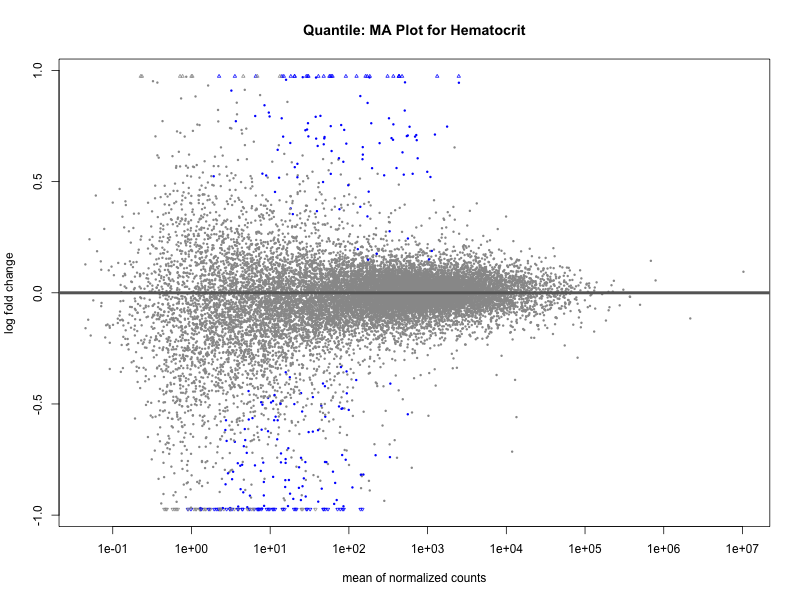 Quantile: MA Plot for Hematocrit
log fold change
1.0
0.5
0.0
-0.5
-1.0
1e-01 1e+00 1e+01 1e+02 1e+03 1e+04 1e+05 1e+06 1e+07
mean of normalized counts